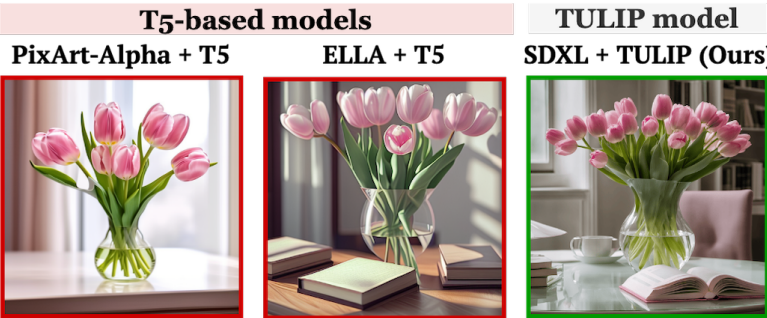 T5-based models
TULIP model
PixArt-Alpha + T5
ELLA + T5
SDXL + TULIP (Ours